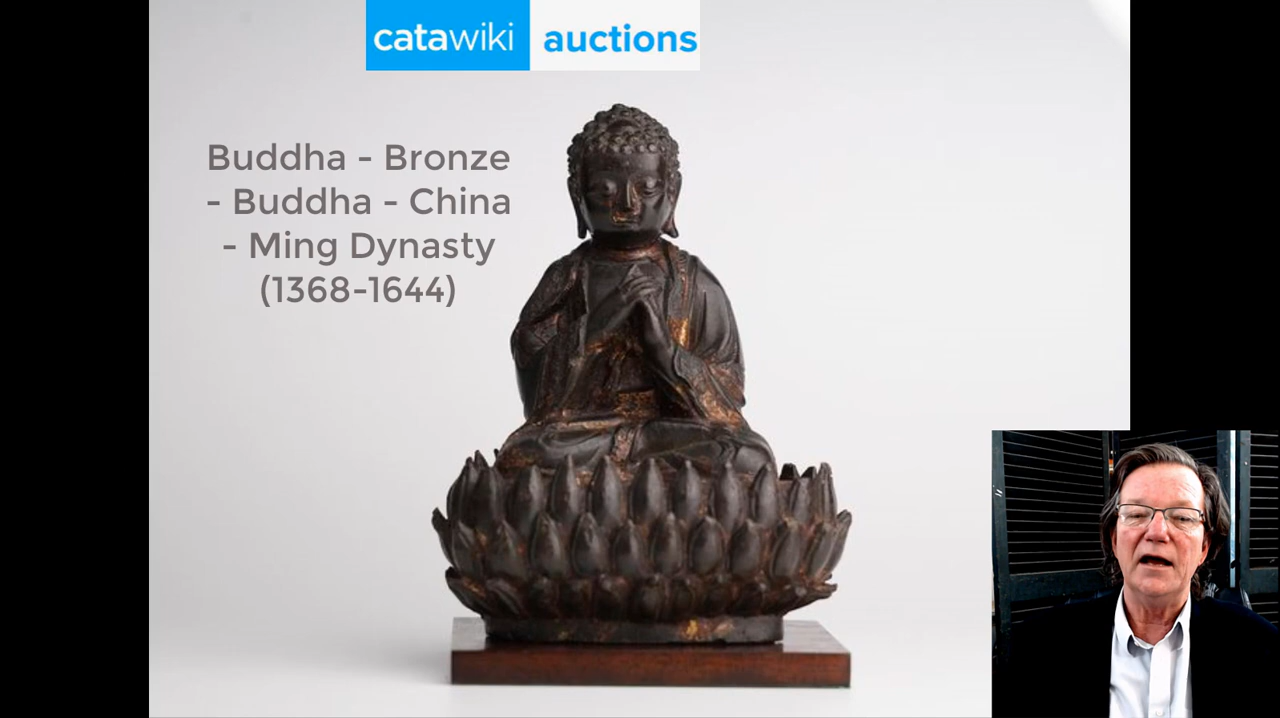 catawiki auctions
Buddha - Bronze
- Buddha - China
- Ming Dynasty
(1368-1644)